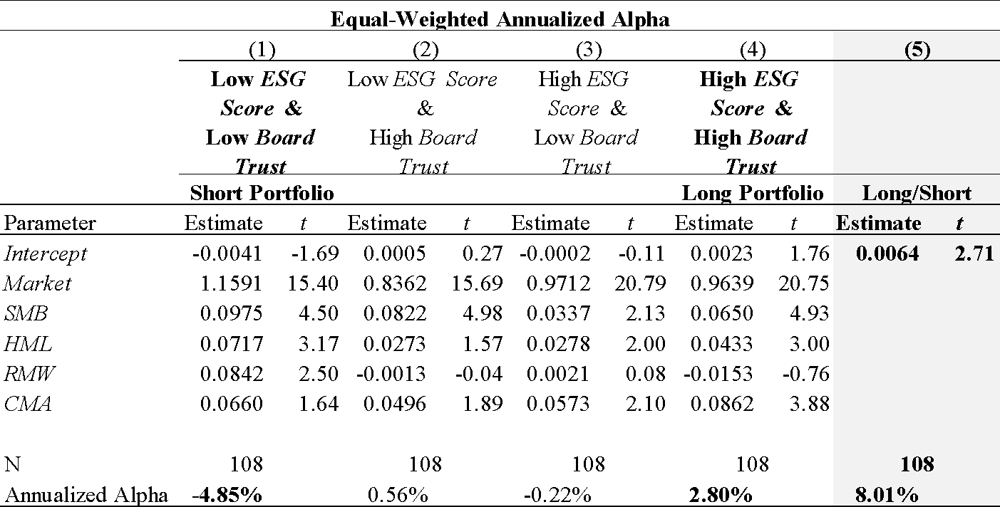 Equal-Weighted Annualized Alpha
(1) (2) (3) (4) (5)
Low ESG Low ESG Score High ESG High ESG
Score & & Score & Score &
Low Board High Board Low Board High Board
Trust Trust Trust Trust
Short Portfolio Long Portfolio Long/Short
Parameter Estimate t Estimate t Estimate t Estimate t Estimate t
Intercept -0.0041 -1.69 0.0005 0.27 -0.0002 -0.11 0.0023 1.76 0.0064 2.71
Market 1.1591 15.40 0.8362 15.69 0.9712 20.79 0.9639 20.75
SMB 0.0975 4.50 0.0822 4.98 0.0337 2.13 0.0650 4.93
HML 0.0717 3.17 0.0273 1.57 0.0278 2.00 0.0433 3.00
RMW 0.0842 2.50 -0.0013 -0.04 0.0021 0.08 -0.0153 -0.76
CMA 0.0660 1.64 0.0496 1.89 0.0573 2.10 0.0862 3.88
N 108 108 108 108 108
Annualized Alpha -4.85% 0.56% -0.22% 2.80% 8.01%